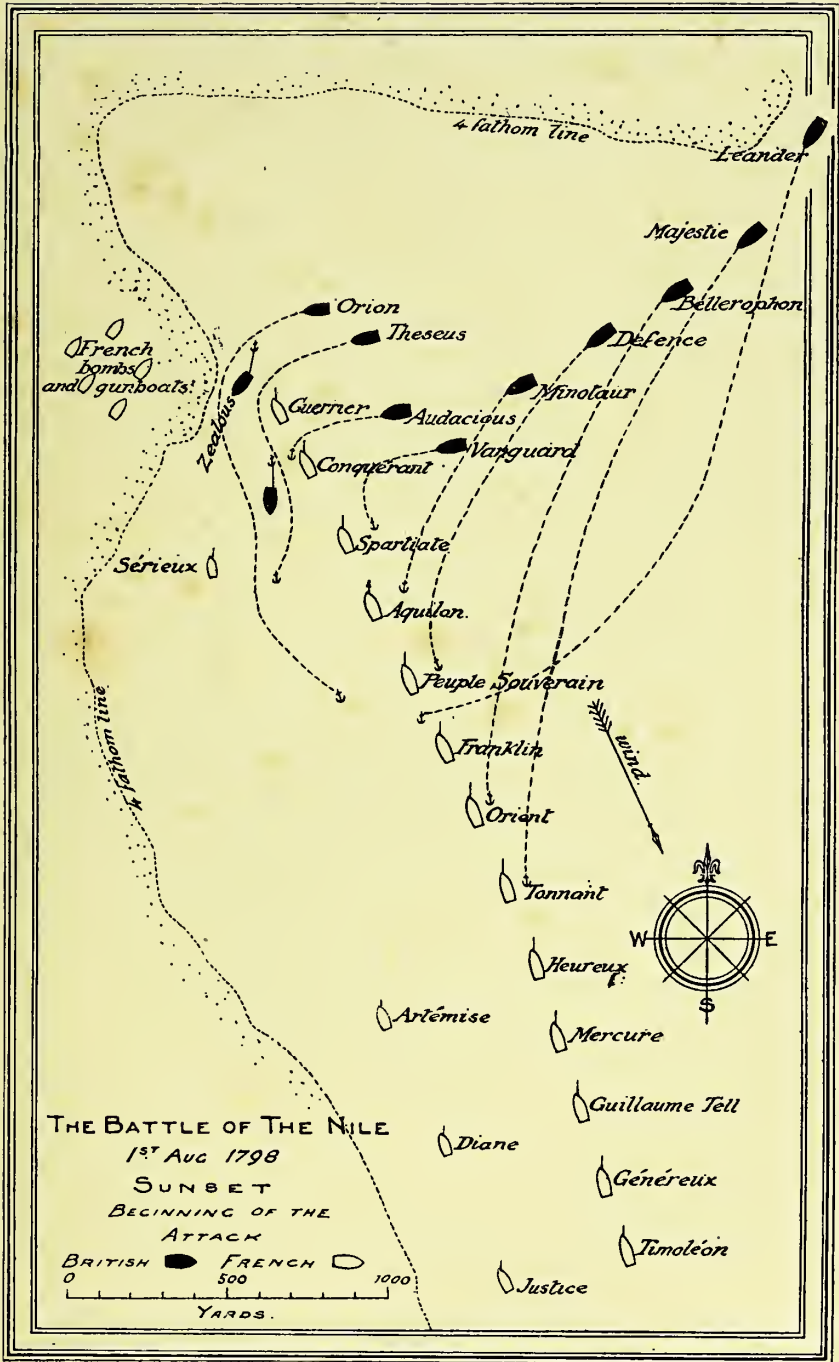 4 fathom line
Leander
Majestic
Bellerophon
Orion
Theseus
Defence
French
bombs
and gunboats
Zealous
Guerrier
Audacious
Minotaur
Conquérant
Vanguard
Sérieux
Spartiate
Aquilon.
Peuple Souverain
4 fathom line
Franklin
wind.
Orient
Tonnant
W E
S
Heureux
Artémise
Mercure
Guillaume Tell
Diane
Généreux
Timoléon
Justice
THE BATTLE OF THE NILE
1ST AUG 1798
SUNSET
BEGINNING OF THE
ATTACK
BRITISH FRENCH
0 500 1000
YARDS.